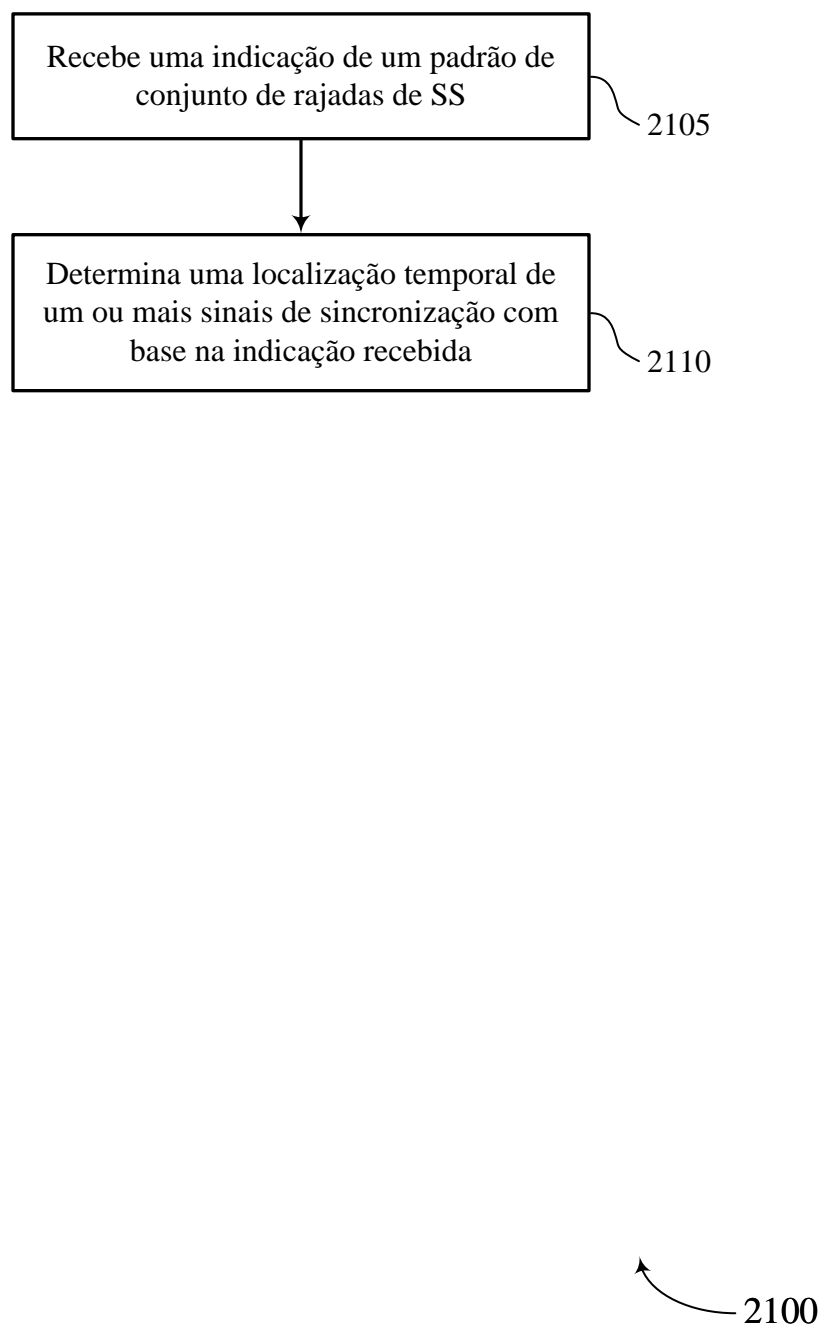 Recebe uma indicação de um padrão de
conjunto de rajadas de SS
2105
Determina uma localização temporal de
um ou mais sinais de sincronização com
base na indicação recebida
2110
2100